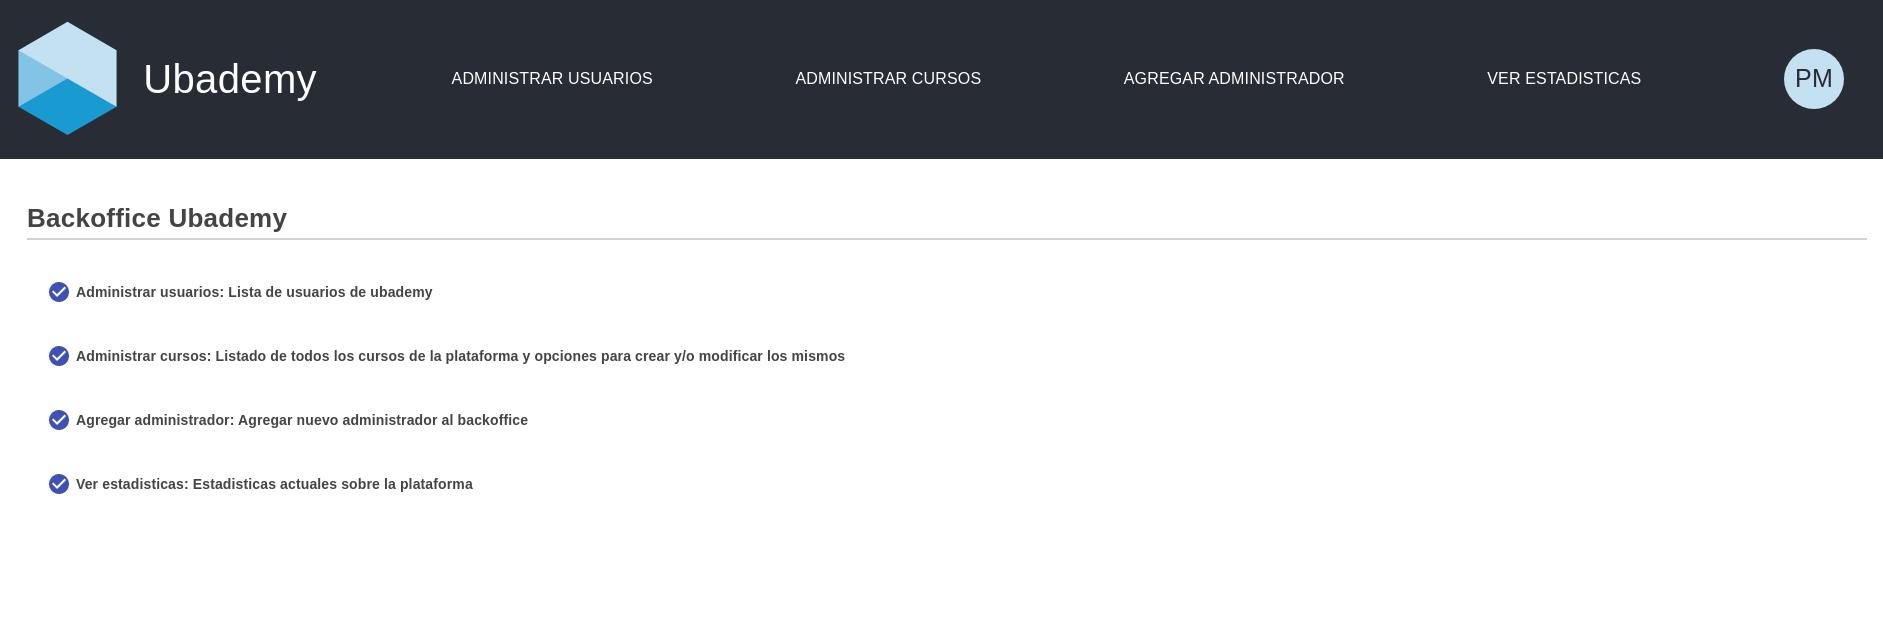 Ubademy
ADMINISTRAR USUARIOS
ADMINISTRAR CURSOS
AGREGAR ADMINISTRADOR
VER ESTADISTICAS
PM
Backoffice Ubademy
Administrar usuarios: Lista de usuarios de ubademy
Administrar cursos: Listado de todos los cursos de la plataforma y opciones para crear y/o modificar los mismos
Agregar administrador: Agregar nuevo administrador al backoffice
Ver estadisticas: Estadisticas actuales sobre la plataforma